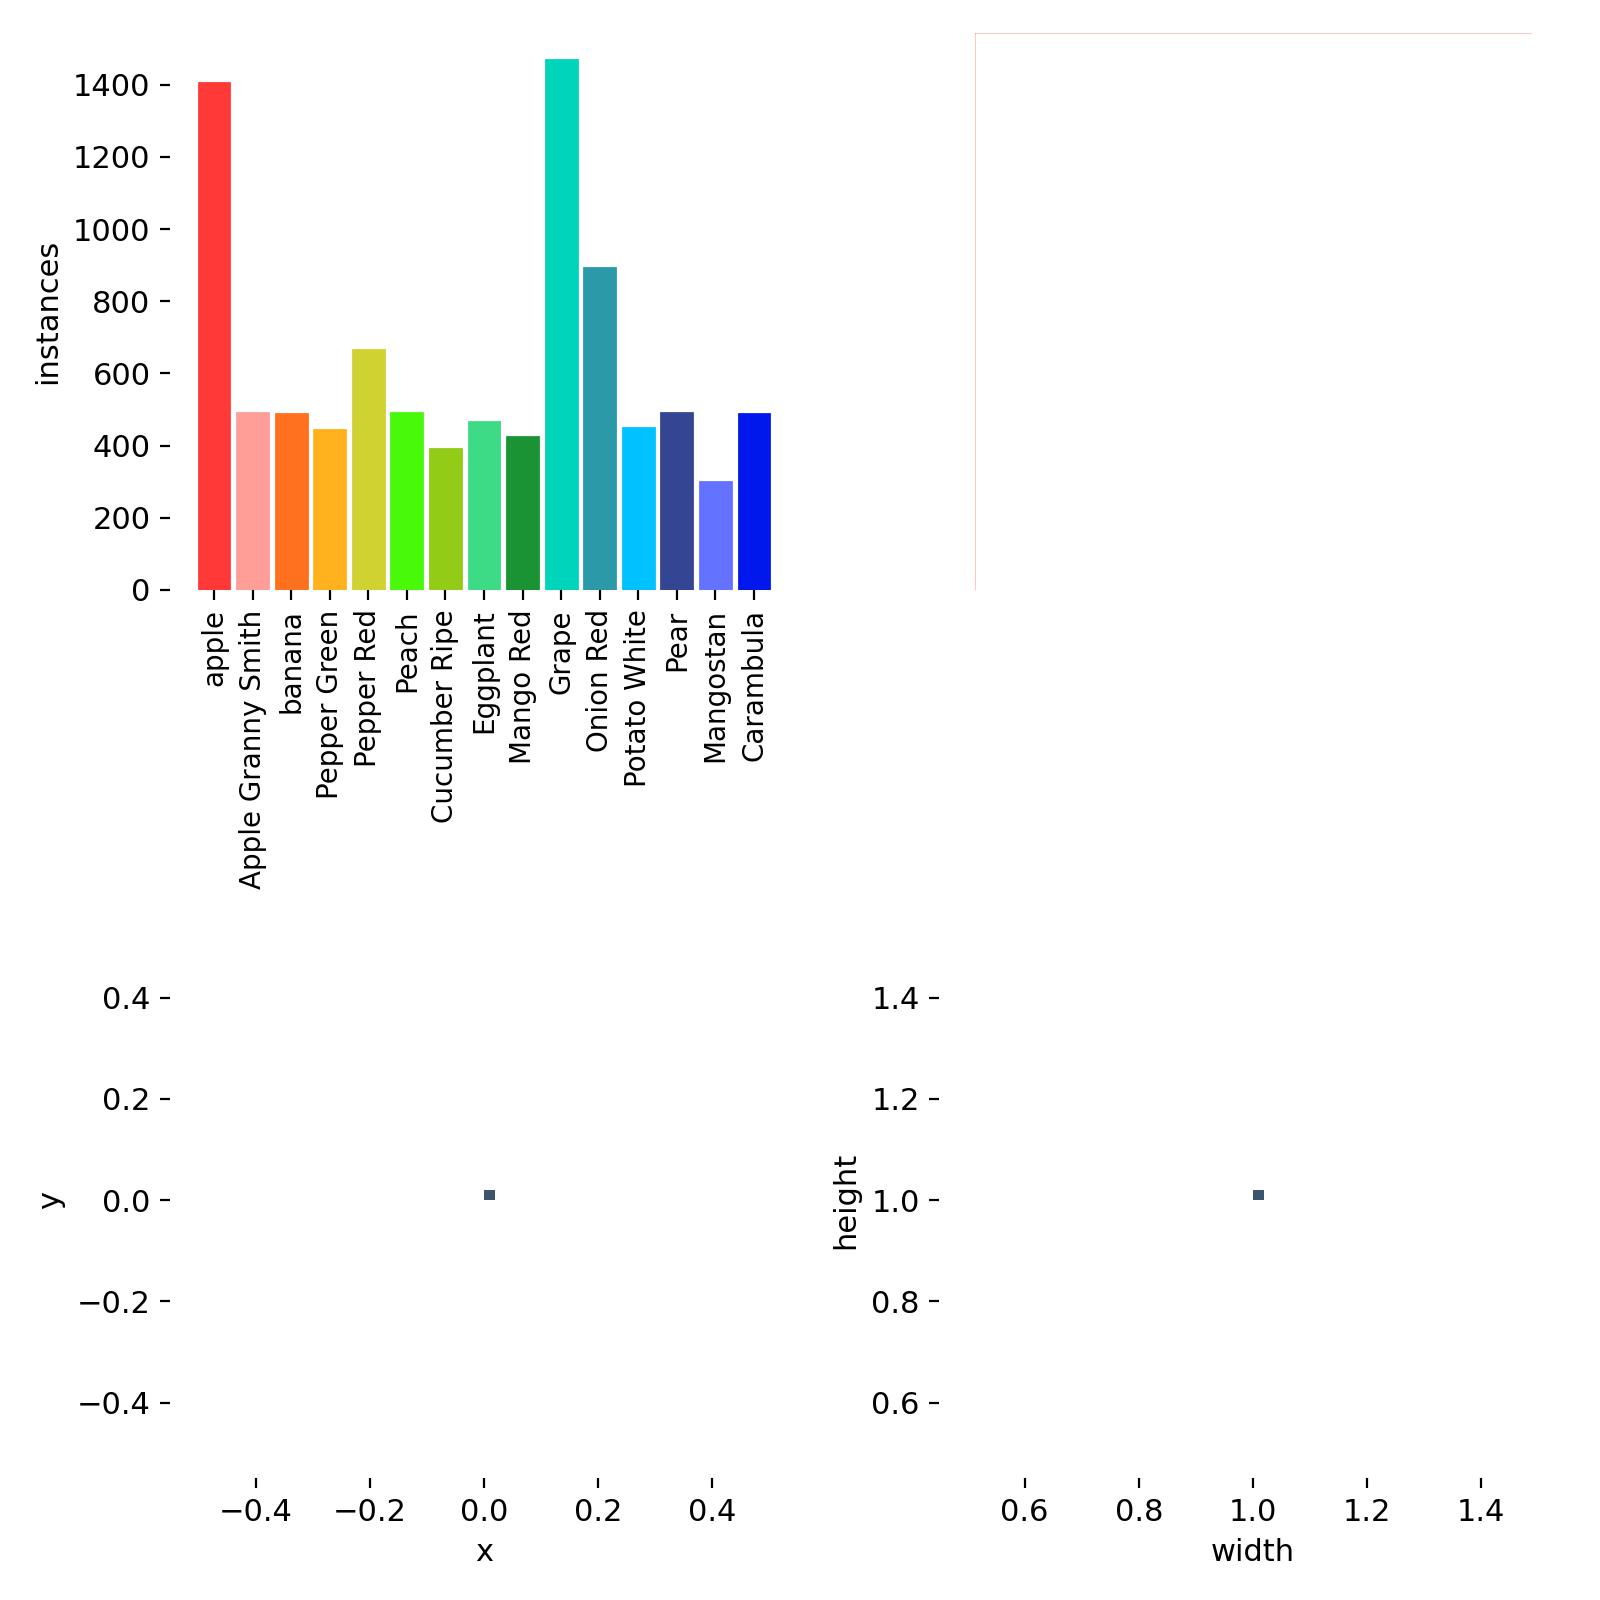 instances
1400
1200
1000
800
600
400
200
0
apple
Apple Granny Smith
banana
Pepper Green
Pepper Red
Peach
Cucumber Ripe
Eggplant
Mango Red
Grape
Onion Red
Potato White
Pear
Mangostan
Carambula
y
0.4
0.2
0.0
−0.2
−0.4
−0.4 −0.2 0.0 0.2 0.4
x
height
1.4
1.2
1.0
0.8
0.6
0.6 0.8 1.0 1.2 1.4
width